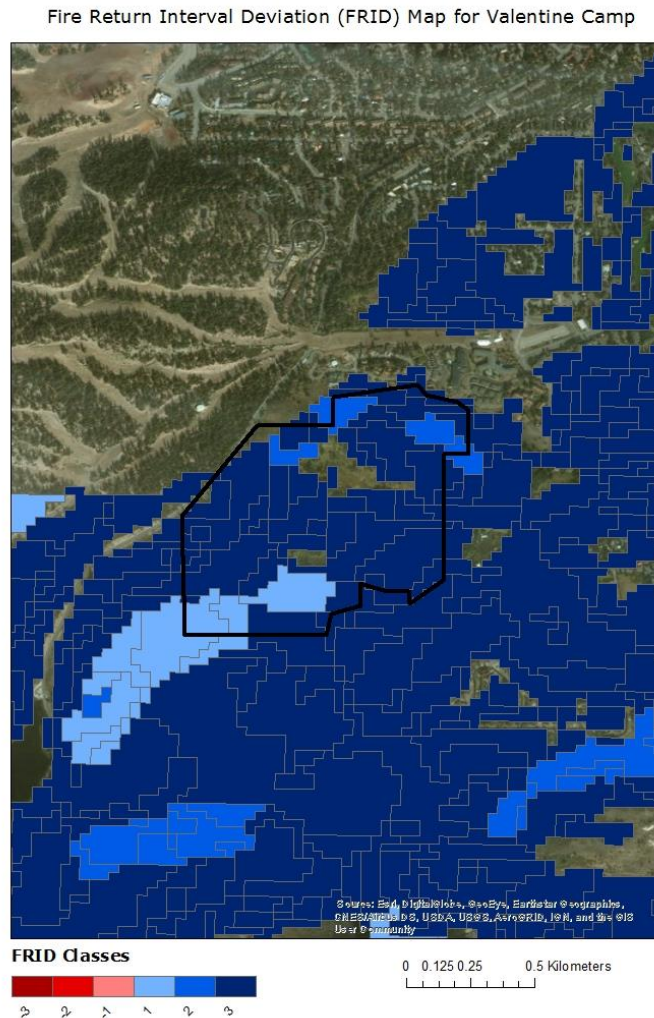 Fire Return Interval Deviation (FRID) Map for Valentine Camp
Source: Esri, DigitalGlobe, GeoEye, Earthstar Geographics,
CNES/Airbus DS, USDA, USGS, AeroGRID, IGN, and the GIS
User Community
FRID Classes
-3 -2 -1 1 2 3
0 0.125 0.25 0.5 Kilometers